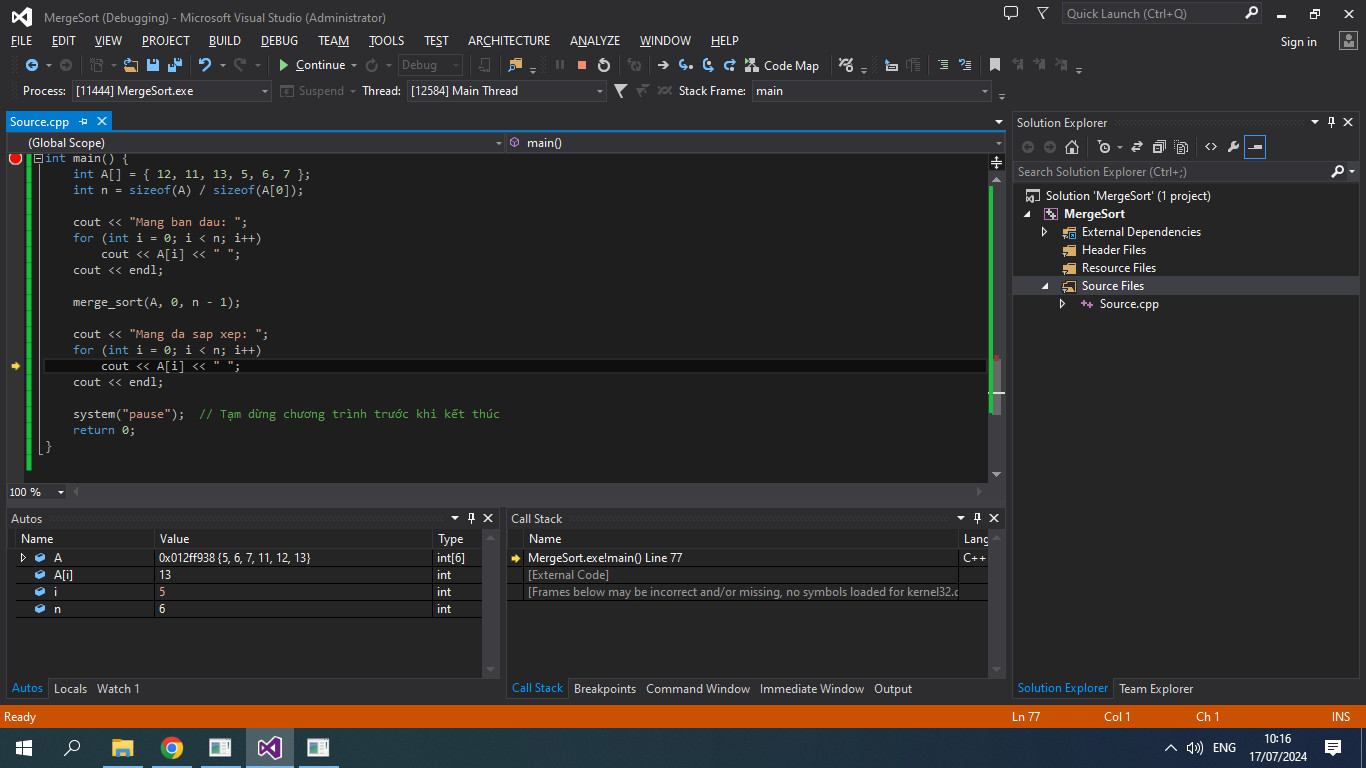 MergeSort (Debugging) - Microsoft Visual Studio (Administrator)
Quick Launch (Ctrl+Q)
FILE EDIT VIEW PROJECT BUILD DEBUG TEAM TOOLS TEST ARCHITECTURE ANALYZE WINDOW HELP
Sign in
Continue Debug Code Map
Process: [11444] MergeSort.exe Suspend Thread: [12584] Main Thread Stack Frame: main
Source.cpp
(Global Scope) main()
int main() {
int A[] = { 12, 11, 13, 5, 6, 7 };
int n = sizeof(A) / sizeof(A[0]);
cout << "Mang ban dau: ";
for (int i = 0; i < n; i++)
cout << A[i] << " ";
cout << endl;
merge_sort(A, 0, n - 1);
cout << "Mang da sap xep: ";
for (int i = 0; i < n; i++)
cout << A[i] << " ";
cout << endl;
system("pause");  // Tạm dừng chương trình trước khi kết thúc
return 0;
}
100 %
Solution Explorer
Search Solution Explorer (Ctrl+;)
Solution 'MergeSort' (1 project)
MergeSort
External Dependencies
Header Files
Resource Files
Source Files
Source.cpp
Autos
Name Value Type
A 0x012ff938 {5, 6, 7, 11, 12, 13} int[6]
A[i] 13 int
i 5 int
n 6 int
Autos Locals Watch 1
Call Stack
Name Lang
MergeSort.exe!main() Line 77 C++
[External Code]
[Frames below may be incorrect and/or missing, no symbols loaded for kernel32.d
Call Stack Breakpoints Command Window Immediate Window Output
Solution Explorer Team Explorer
Ready Ln 77 Col 1 Ch 1 INS
ENG
10:16
17/07/2024